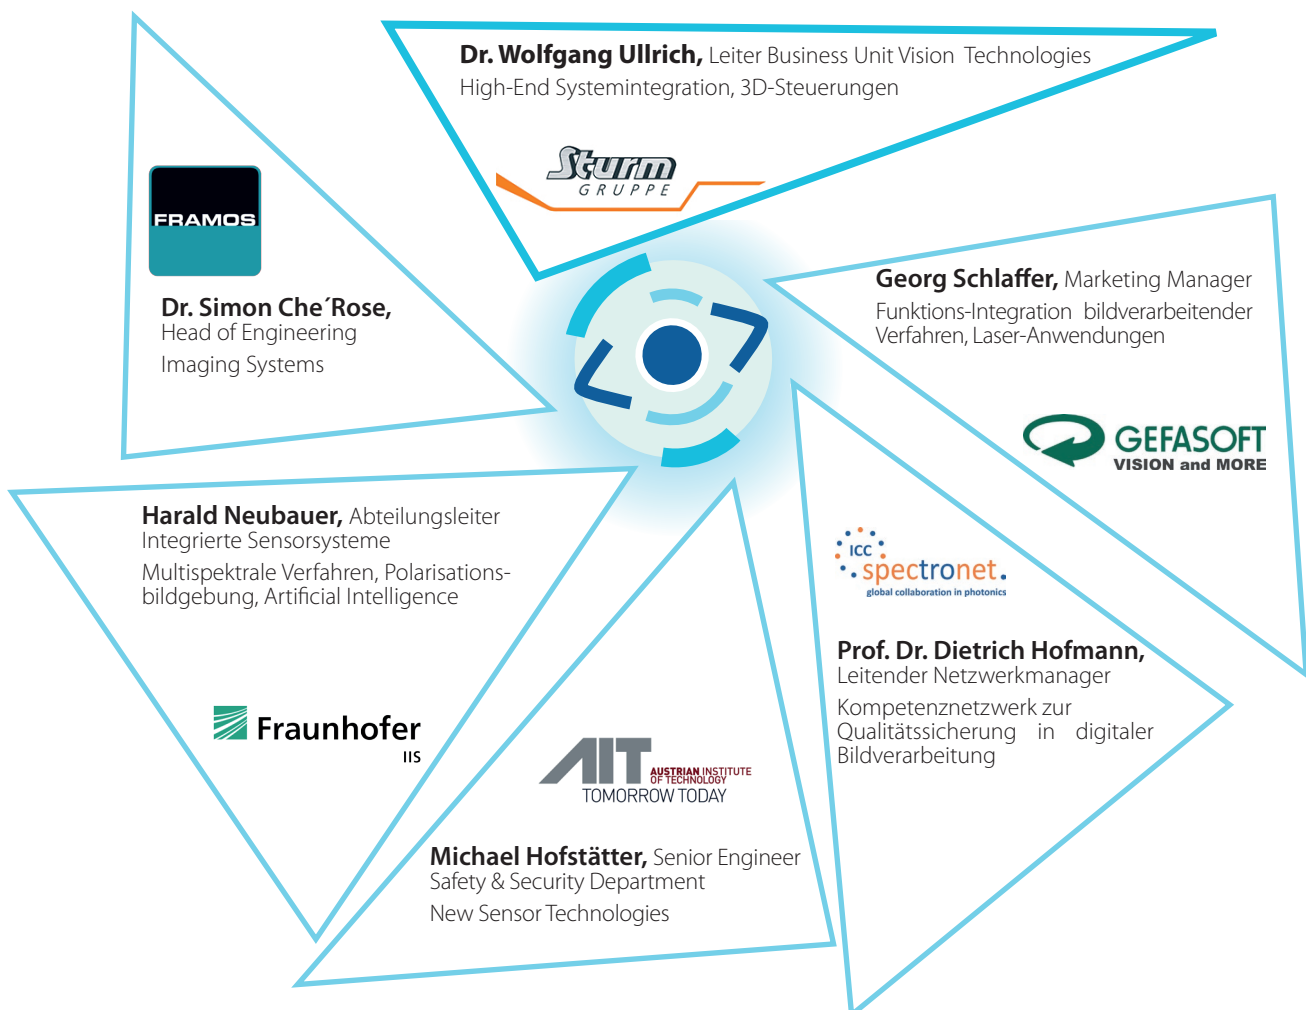 Dr. Wolfgang Ullrich, Leiter Business Unit Vision Technologies
High-End Systemintegration, 3D-Steuerungen
Sturm
GRUPPE
FRAMOS
Dr. Simon Che´Rose,
Head of Engineering
Imaging Systems
Georg Schlaffer, Marketing Manager
Funktions-Integration bildverarbeitender
Verfahren, Laser-Anwendungen
GEFASOFT
VISION and MORE
Harald Neubauer, Abteilungsleiter
Integrierte Sensorsysteme
Multispektrale Verfahren, Polarisations-
bildgebung, Artificial Intelligence
Fraunhofer
IIS
ICC
spectronet.
global collaboration in photonics
Prof. Dr. Dietrich Hofmann,
Leitender Netzwerkmanager
Kompetenznetzwerk zur
Qualitätssicherung in digitaler
Bildverarbeitung
AIT
AUSTRIAN INSTITUTE
OF TECHNOLOGY
TOMORROW TODAY
Michael Hofstätter, Senior Engineer
Safety & Security Department
New Sensor Technologies